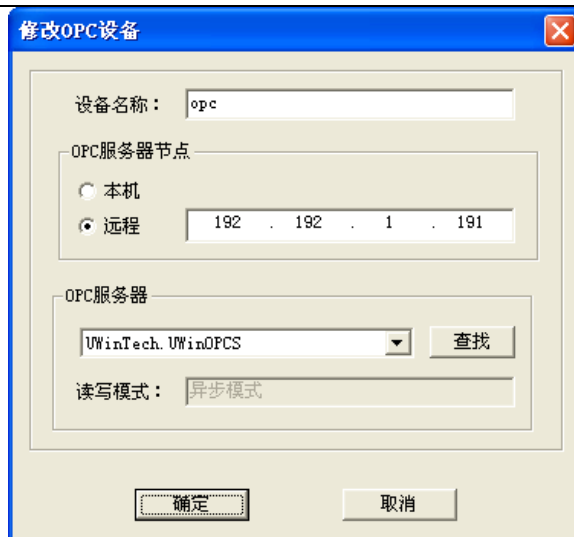 修改OPC设备
设备名称： opc
OPC服务器节点
本机
远程 192 . 192 . 1 . 191
OPC服务器
UWinTech.UWinOPCS 查找
读写模式： 异步模式
确定 取消